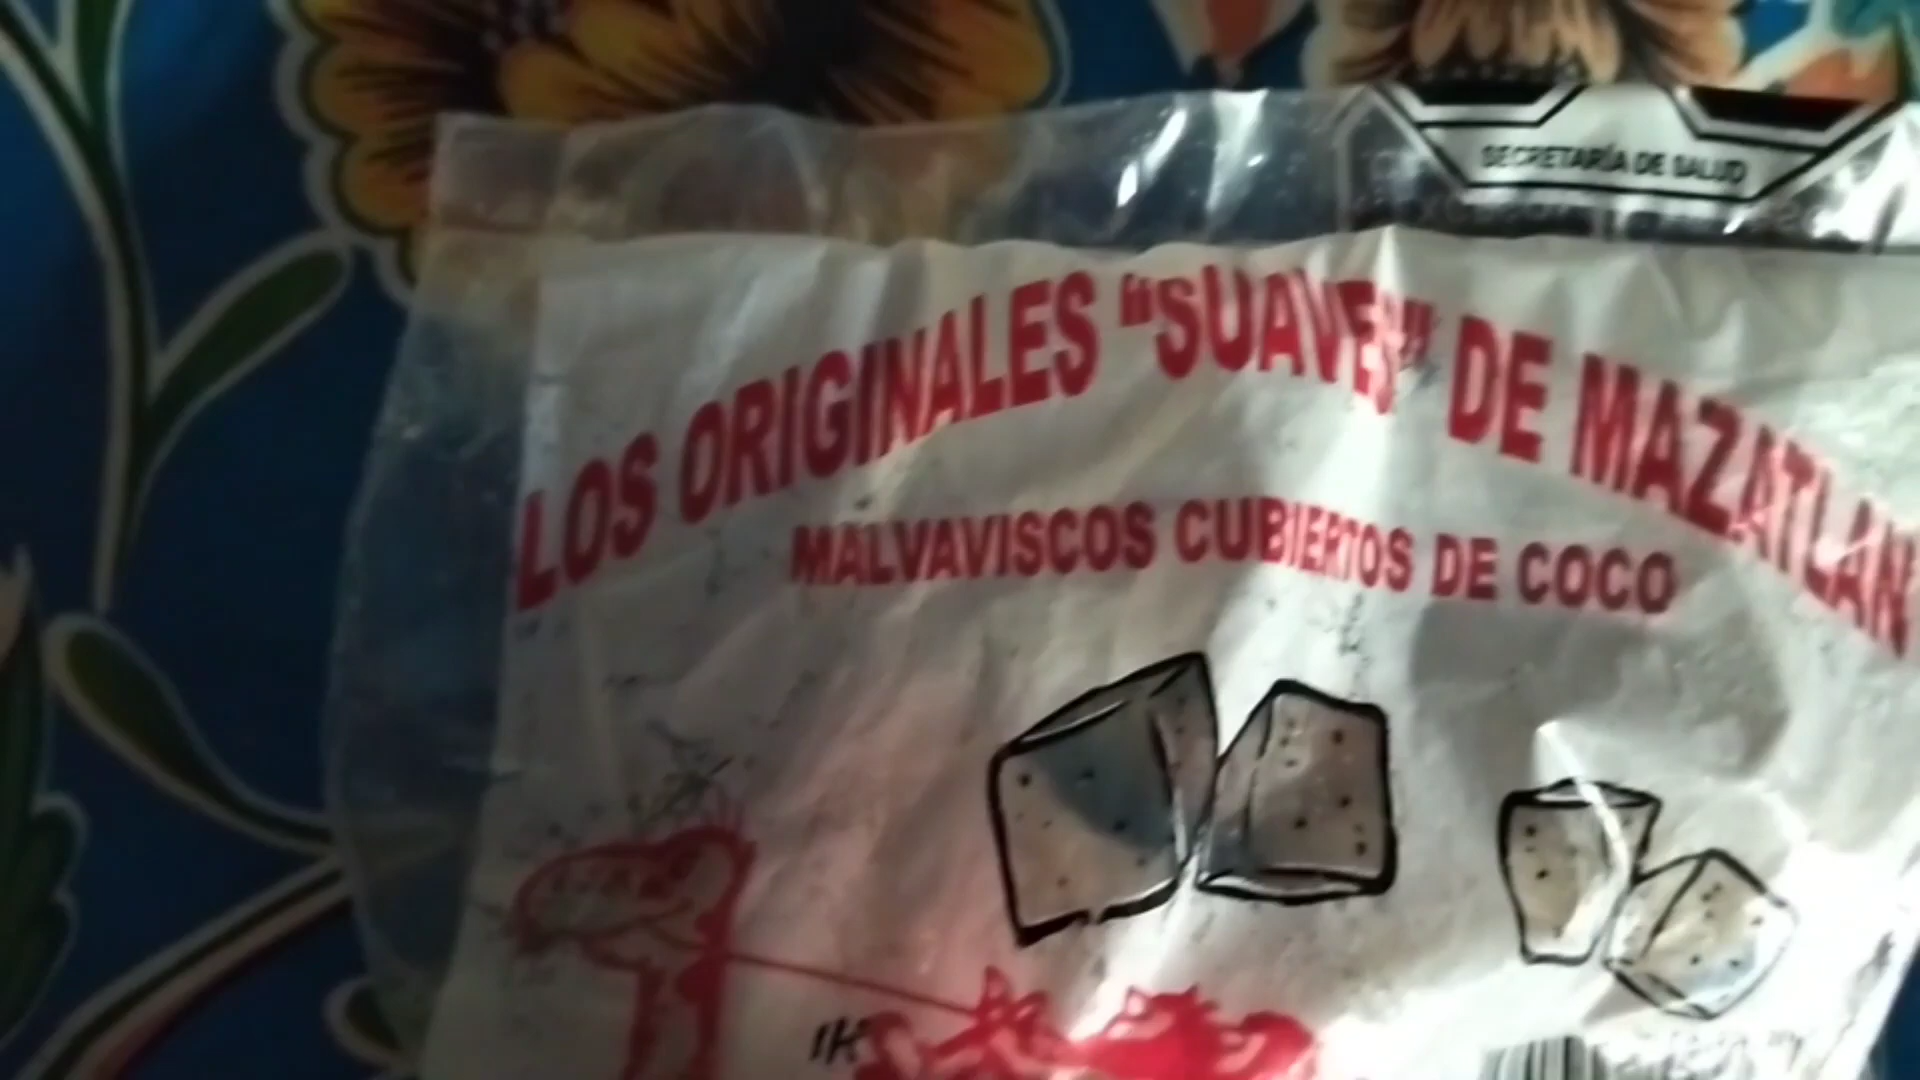 SECRETARÍA DE SALUD
LOS ORIGINALES "SUAVES" DE MAZATLAN
MALVAVISCOS CUBIERTOS DE COCO